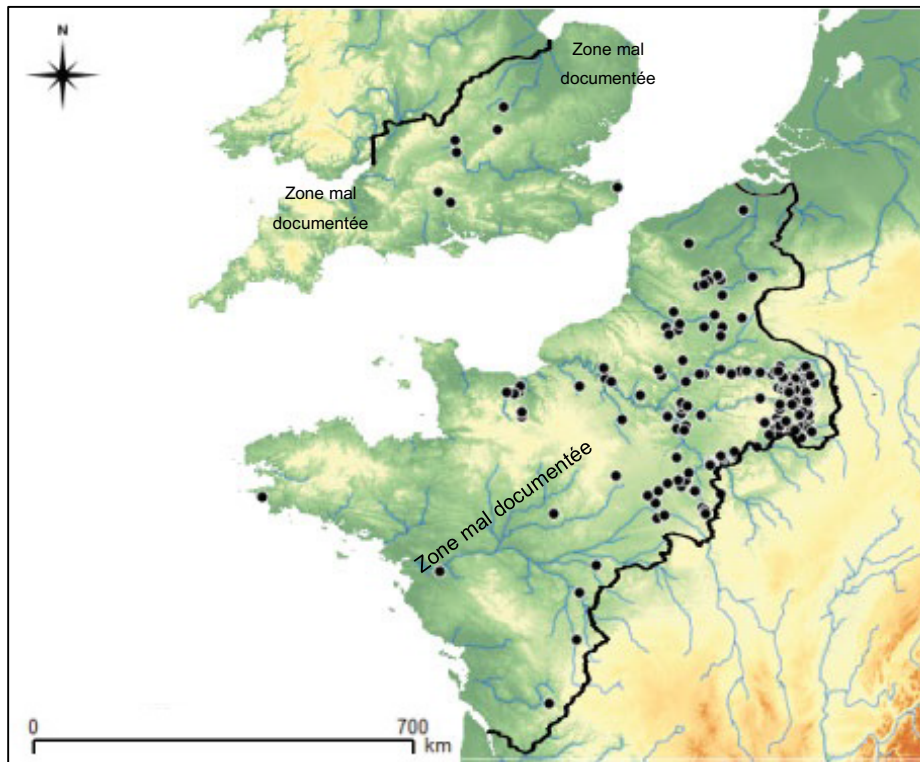 N
Zone mal
documentée
Zone mal
documentée
Zone mal documentée
0
700
km